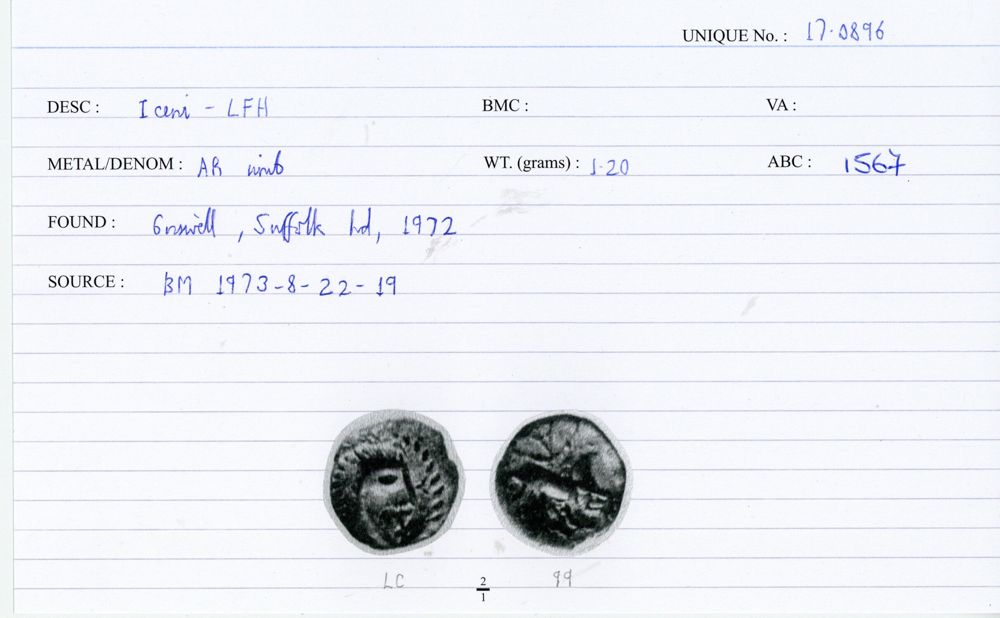 UNIQUE No. : 17.0896
DESC : Iceni - LFH BMC : VA :
METAL/DENOM : AR unit WT. (grams) : 1.20 ABC : 1567
FOUND : Eriswell, Suffolk hd, 1972
SOURCE : BM 1973-8-22-19
LC 2/1 99